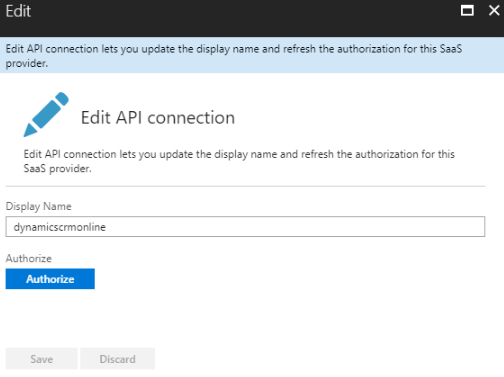 Edit
Edit API connection lets you update the display name and refresh the authorization for this SaaS
provider.
Edit API connection
Edit API connection lets you update the display name and refresh the authorization for this
SaaS provider.
Display Name
dynamicscrmonline
Authorize
Authorize
Save Discard